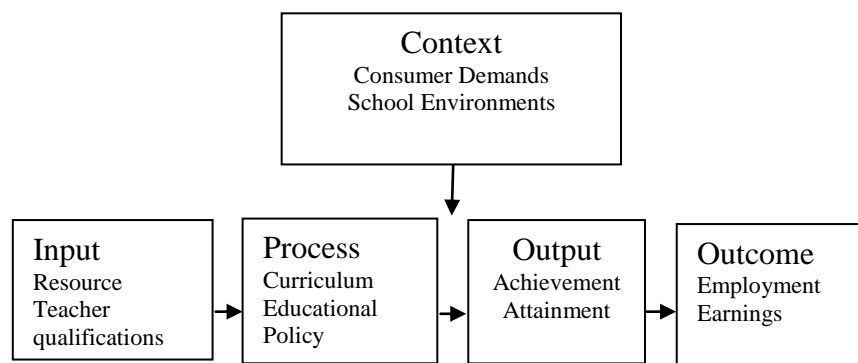 Context
Consumer Demands
School Environments
Input
Resource
Teacher
qualifications
Process
Curriculum
Educational
Policy
Output
Achievement
Attainment
Outcome
Employment
Earnings